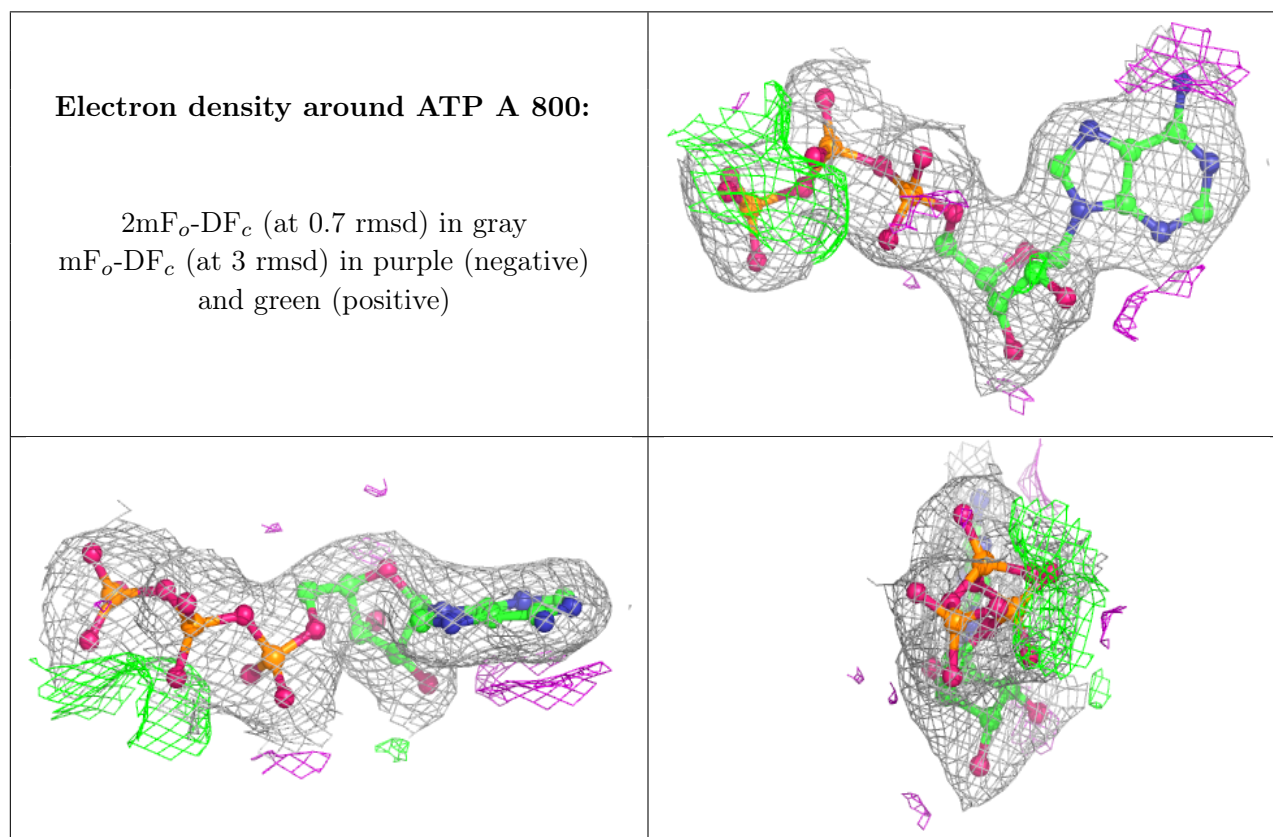 Electron density around ATP A 800:
2mFo-DFc (at 0.7 rmsd) in gray
mFo-DFc (at 3 rmsd) in purple (negative)
and green (positive)